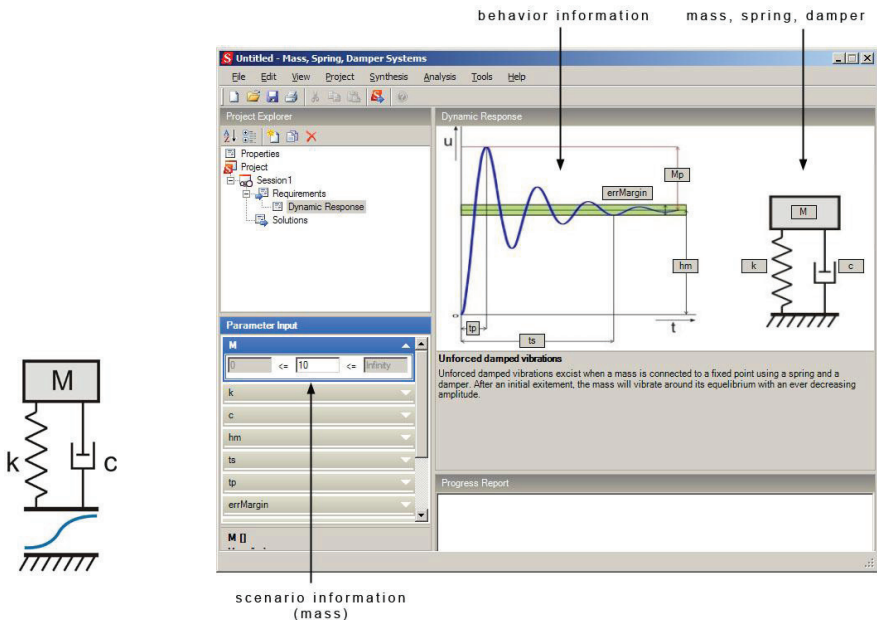 behavior information
mass, spring, damper
Untitled - Mass, Spring, Damper Systems
File Edit View Project Synthesis Analysis Tools Help
Project Explorer
Properties
Project
Session1
Requirements
Dynamic Response
Solutions
Parameter Input
M
0 <= 10 <= Infinity
k
c
hm
ts
tp
errMargin
M []
Dynamic Response
u
Mp
errMargin
hm
o
tp
ts
t
M
k
c
Unforced damped vibrations
Unforced damped vibrations excist when a mass is connected to a fixed point using a spring and a
damper. After an initial exitement, the mass will vibrate around its equilibrium with an ever decreasing
amplitude.
Progress Report
M
k
c
scenario information
(mass)